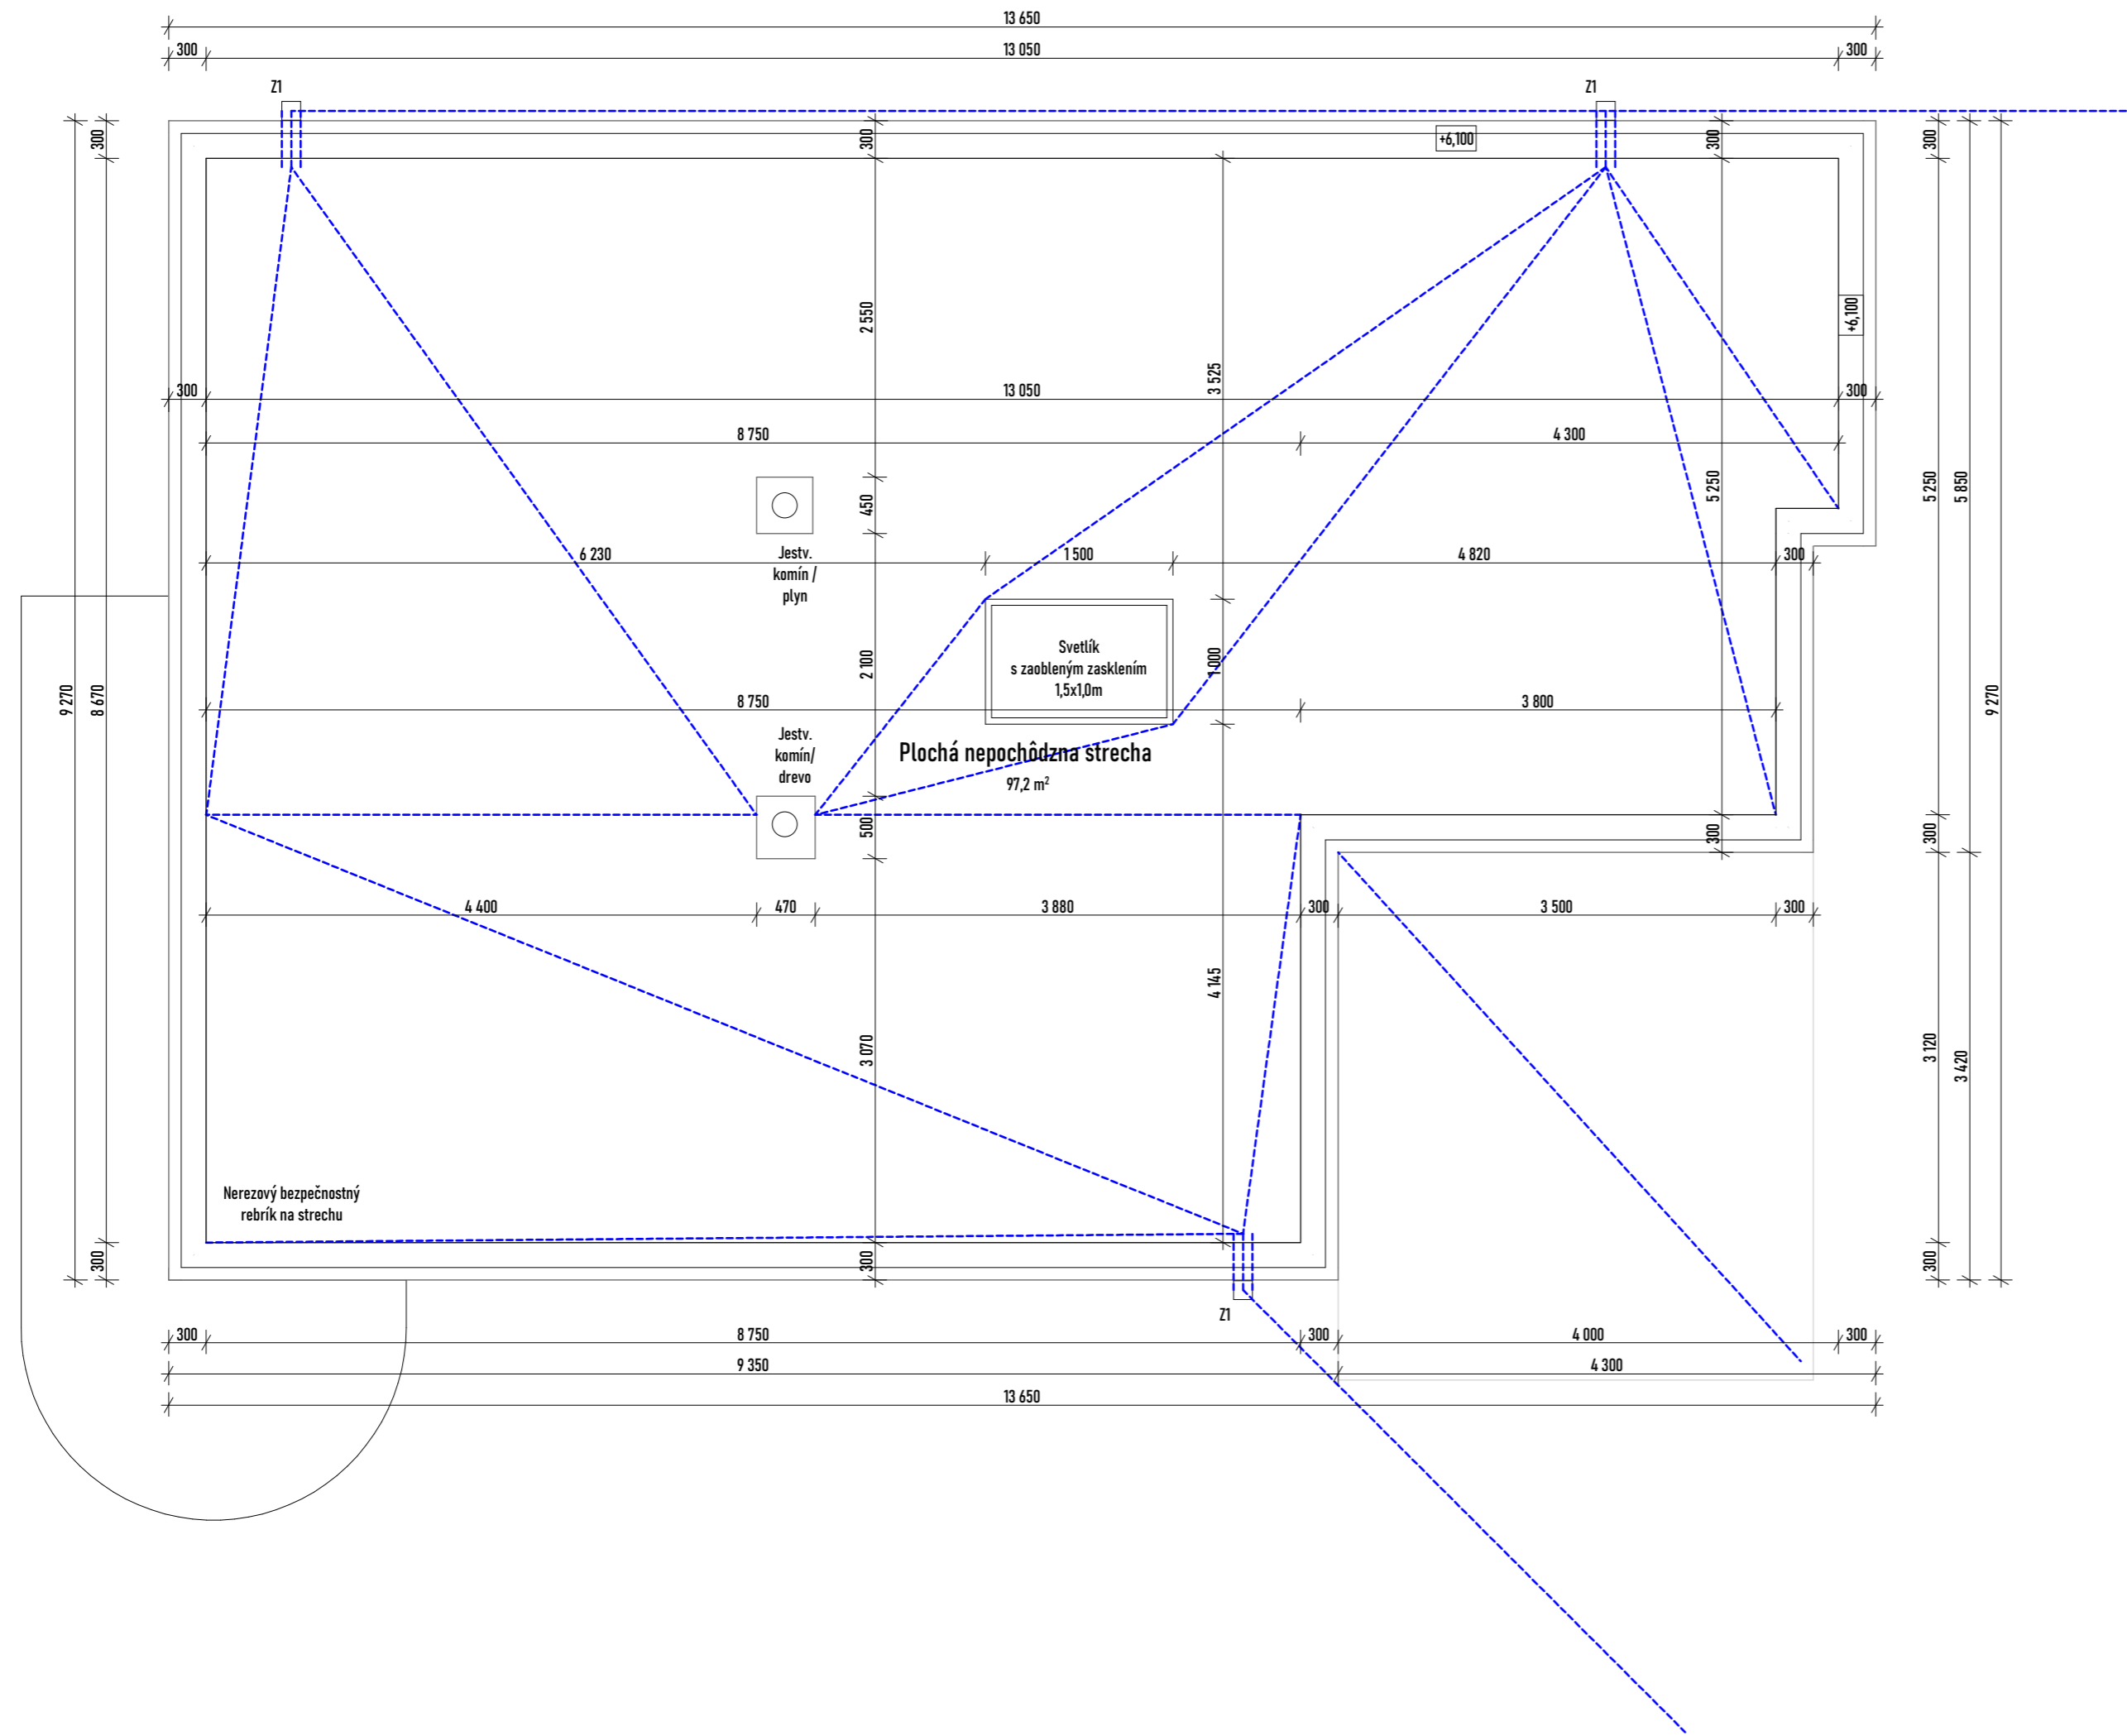 13 650
300 13 050 300
Z1 Z1
+6,100
300 300 300 300
2 550
+6,100
3 525
300 13 050 300
8 750 4 300
5 250 5 250 5 850
450
6 230 1 500 4 820 300
Jestv.
komín /
plyn
Svetlík
s zaobleným zasklením
1,5x1,0m
2 100 1 000
9 270 8 670 9 270
8 750 3 800
Jestv.
komín/
drevo
Plochá nepochôdzna strecha
97,2 m²
500 300 300
4 400 470 3 880 300 3 500 300
4 145
3 070
3 120 3 420
Nerezový bezpečnostný
rebrík na strechu
300 300 300
Z1
300 8 750 300 4 000 300
9 350 4 300
13 650